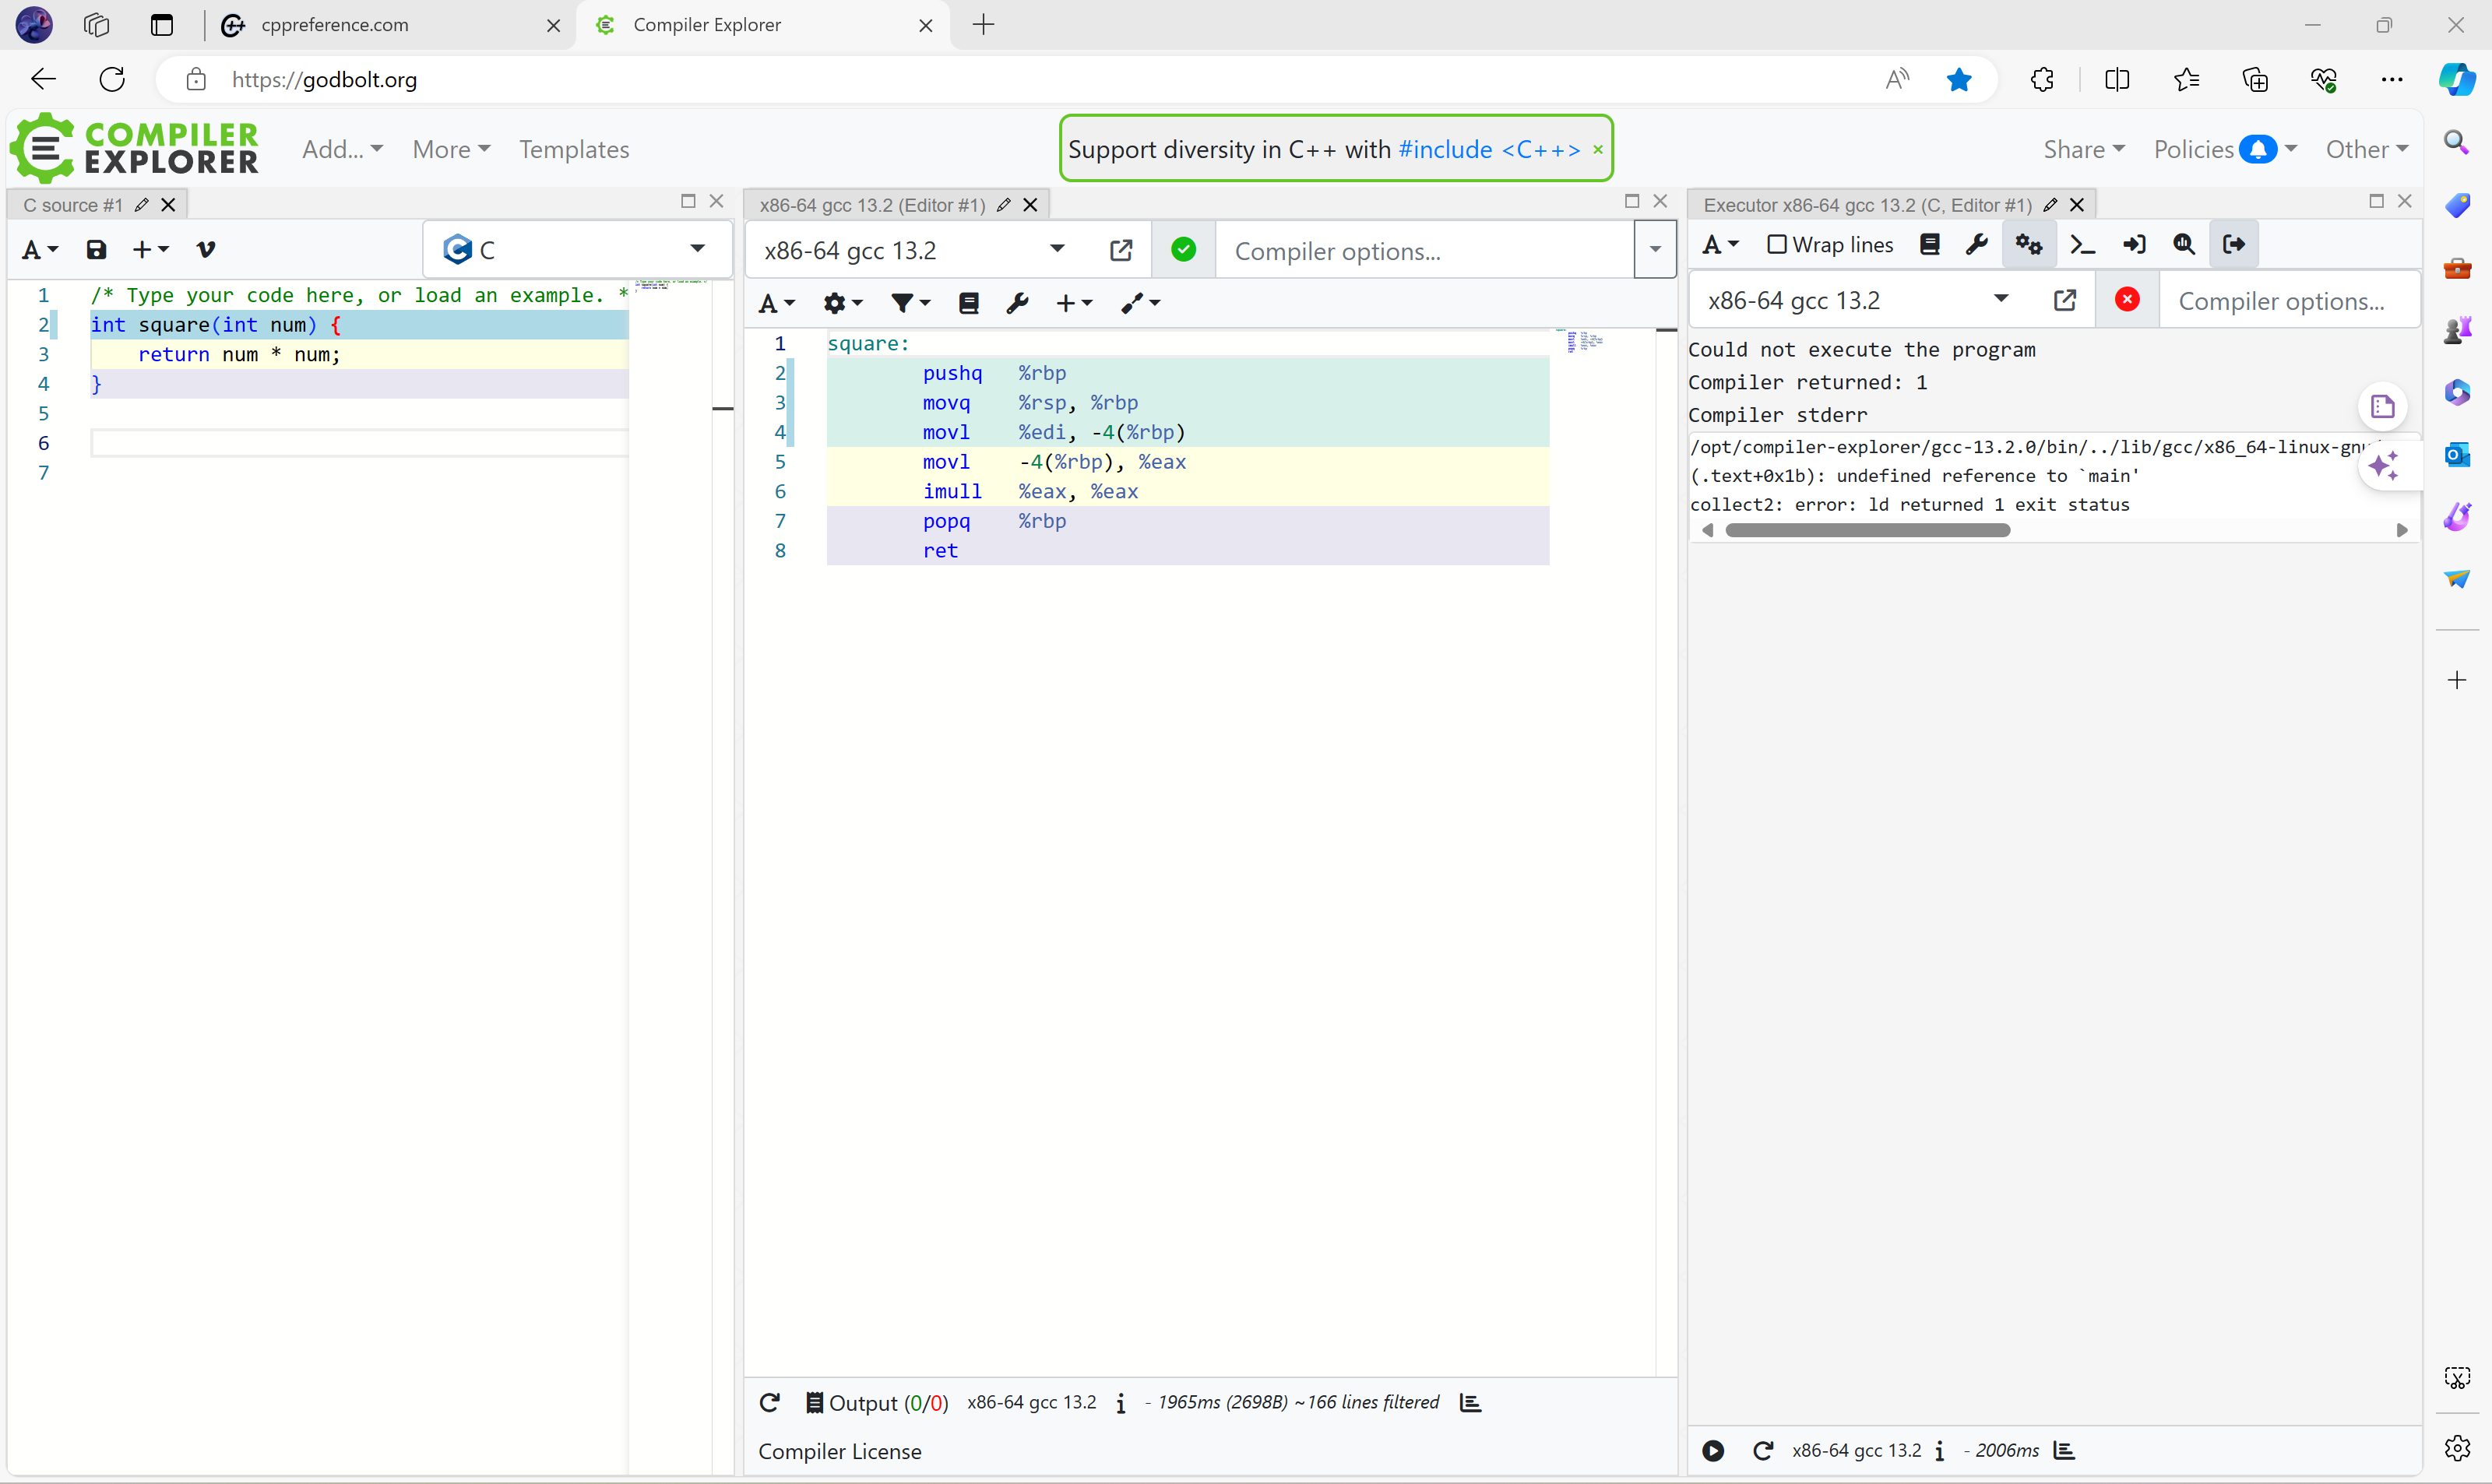 cppreference.com
Compiler Explorer
https://godbolt.org
COMPILER
EXPLORER
Add...
More
Templates
Support diversity in C++ with #include <C++> ×
Share
Policies
Other
C source #1
C
1 /* Type your code here, or load an example. *
2 int square(int num) {
3 return num * num;
4 }
5
6
7
x86-64 gcc 13.2 (Editor #1)
x86-64 gcc 13.2
Compiler options...
1 square:
2 pushq %rbp
3 movq %rsp, %rbp
4 movl %edi, -4(%rbp)
5 movl -4(%rbp), %eax
6 imull %eax, %eax
7 popq %rbp
8 ret
Output (0/0) x86-64 gcc 13.2 i - 1965ms (2698B) ~166 lines filtered
Compiler License
Executor x86-64 gcc 13.2 (C, Editor #1)
A Wrap lines
x86-64 gcc 13.2
Compiler options...
Could not execute the program
Compiler returned: 1
Compiler stderr
/opt/compiler-explorer/gcc-13.2.0/bin/../lib/gcc/x86_64-linux-gnu
(.text+0x1b): undefined reference to `main'
collect2: error: ld returned 1 exit status
x86-64 gcc 13.2 i - 2006ms